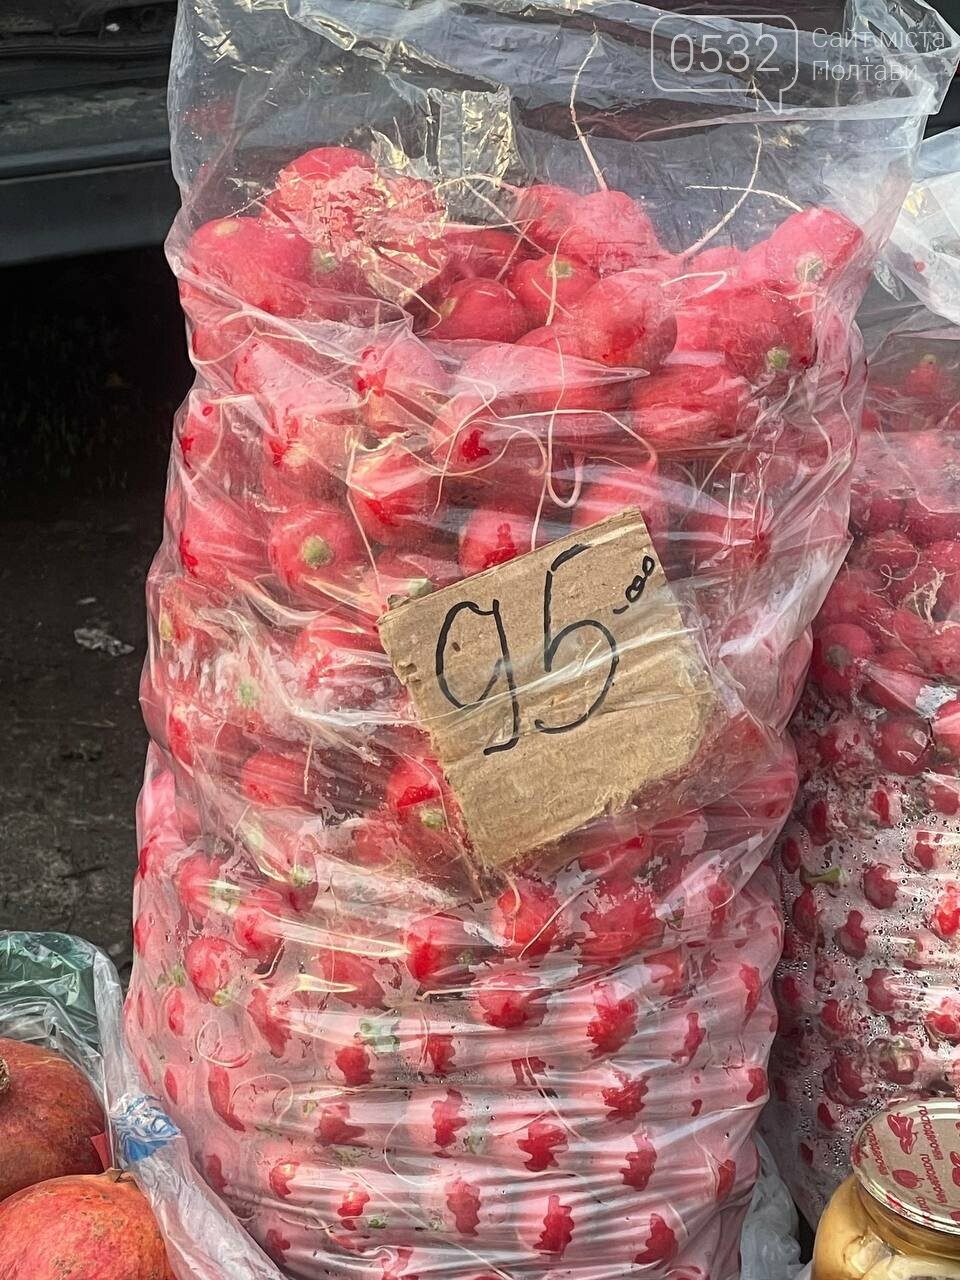 0532 Сайт міста
Полтави
95.00